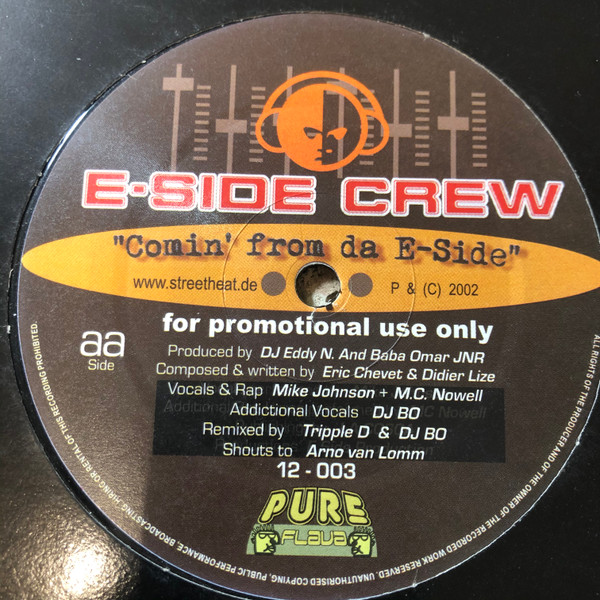 E-SIDE CREW
"Comin' from da E-Side"
www.streetheat.de
P & (C) 2002
for promotional use only
aa
Side
Produced by DJ Eddy N. And Baba Omar JNR
Composed & written by Eric Chevet & Didier Lize
Vocals & Rap Mike Johnson + M.C. Nowell
Addictional Vocals DJ BO
Remixed by Tripple D & DJ BO
Shouts to Arno van Lomm
12 - 003
PURE
FLAVA
ALL RIGHTS OF THE PRODUCER AND OF THE OWNER OF THE RECORDED WORK RESERVED. UNAUTHORISED COPYING, PUBLIC PERFORMANCE, BROADCASTING, HIRING OR RENTAL OF THIS RECORDING PROHIBITED.